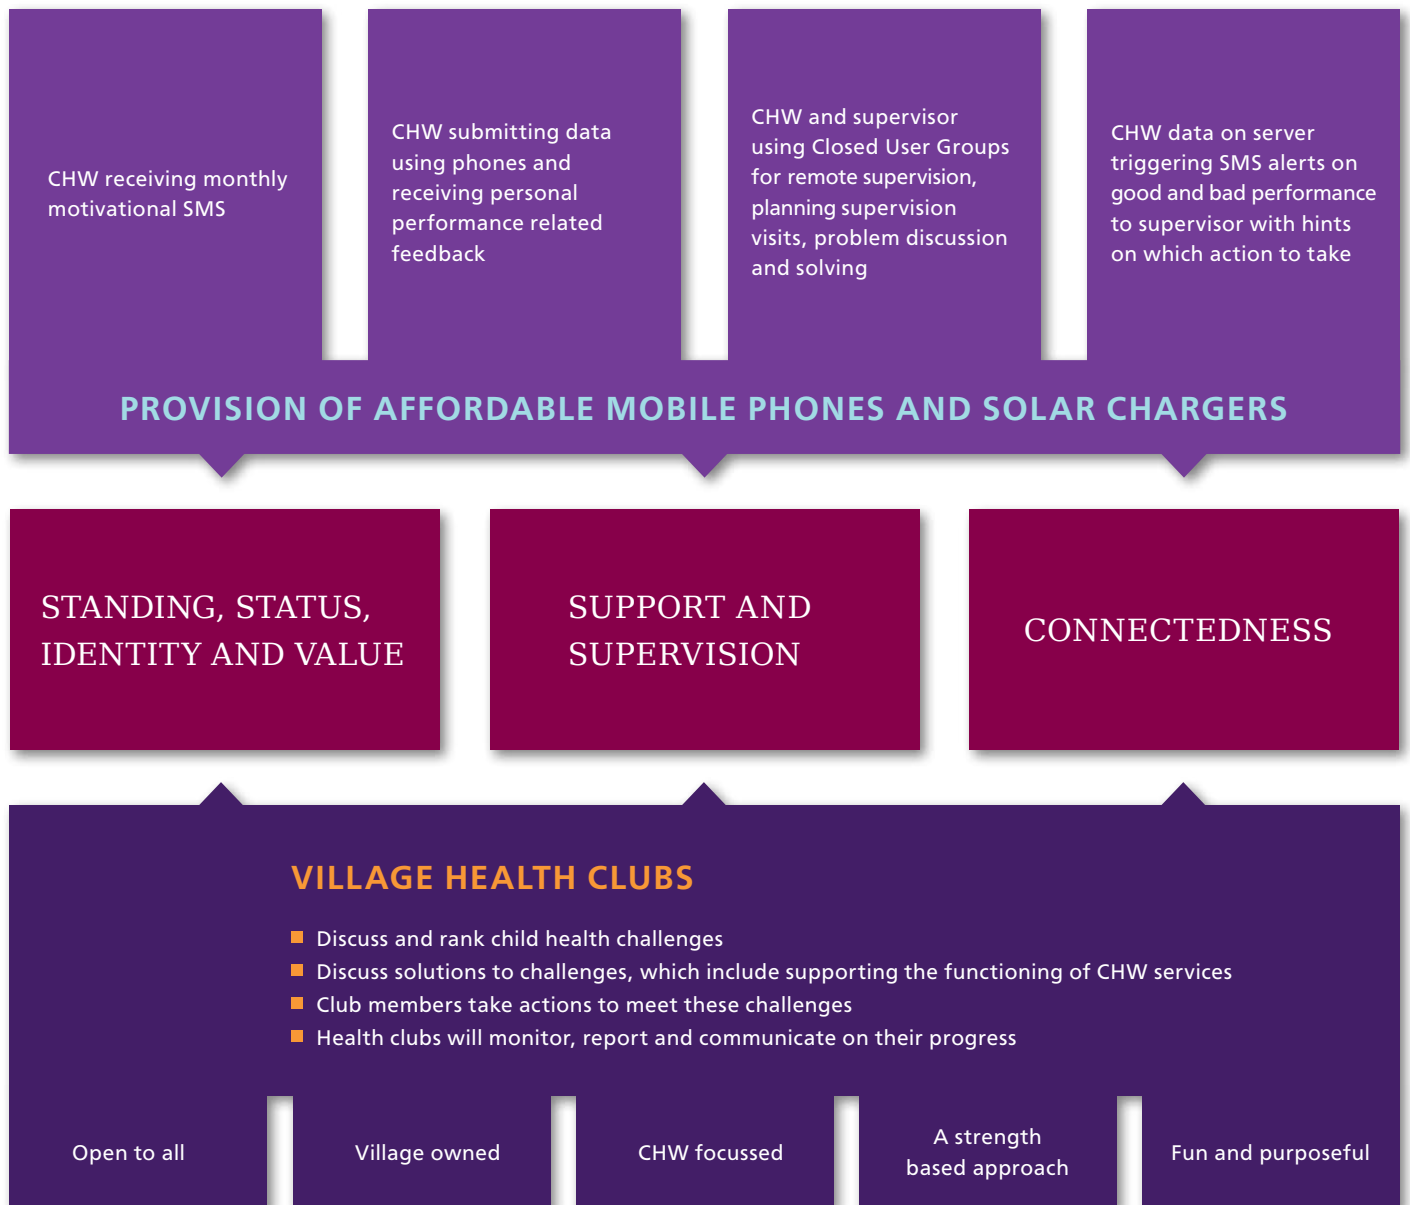 CHW receiving monthly
motivational SMS
CHW submitting data
using phones and
receiving personal
performance related
feedback
CHW and supervisor
using Closed User Groups
for remote supervision,
planning supervision
visits, problem discussion
and solving
CHW data on server
triggering SMS alerts on
good and bad performance
to supervisor with hints
on which action to take
PROVISION OF AFFORDABLE MOBILE PHONES AND SOLAR CHARGERS
STANDING, STATUS,
IDENTITY AND VALUE
SUPPORT AND
SUPERVISION
CONNECTEDNESS
VILLAGE HEALTH CLUBS
Discuss and rank child health challenges
Discuss solutions to challenges, which include supporting the functioning of CHW services
Club members take actions to meet these challenges
Health clubs will monitor, report and communicate on their progress
Open to all
Village owned
CHW focussed
A strength
based approach
Fun and purposeful